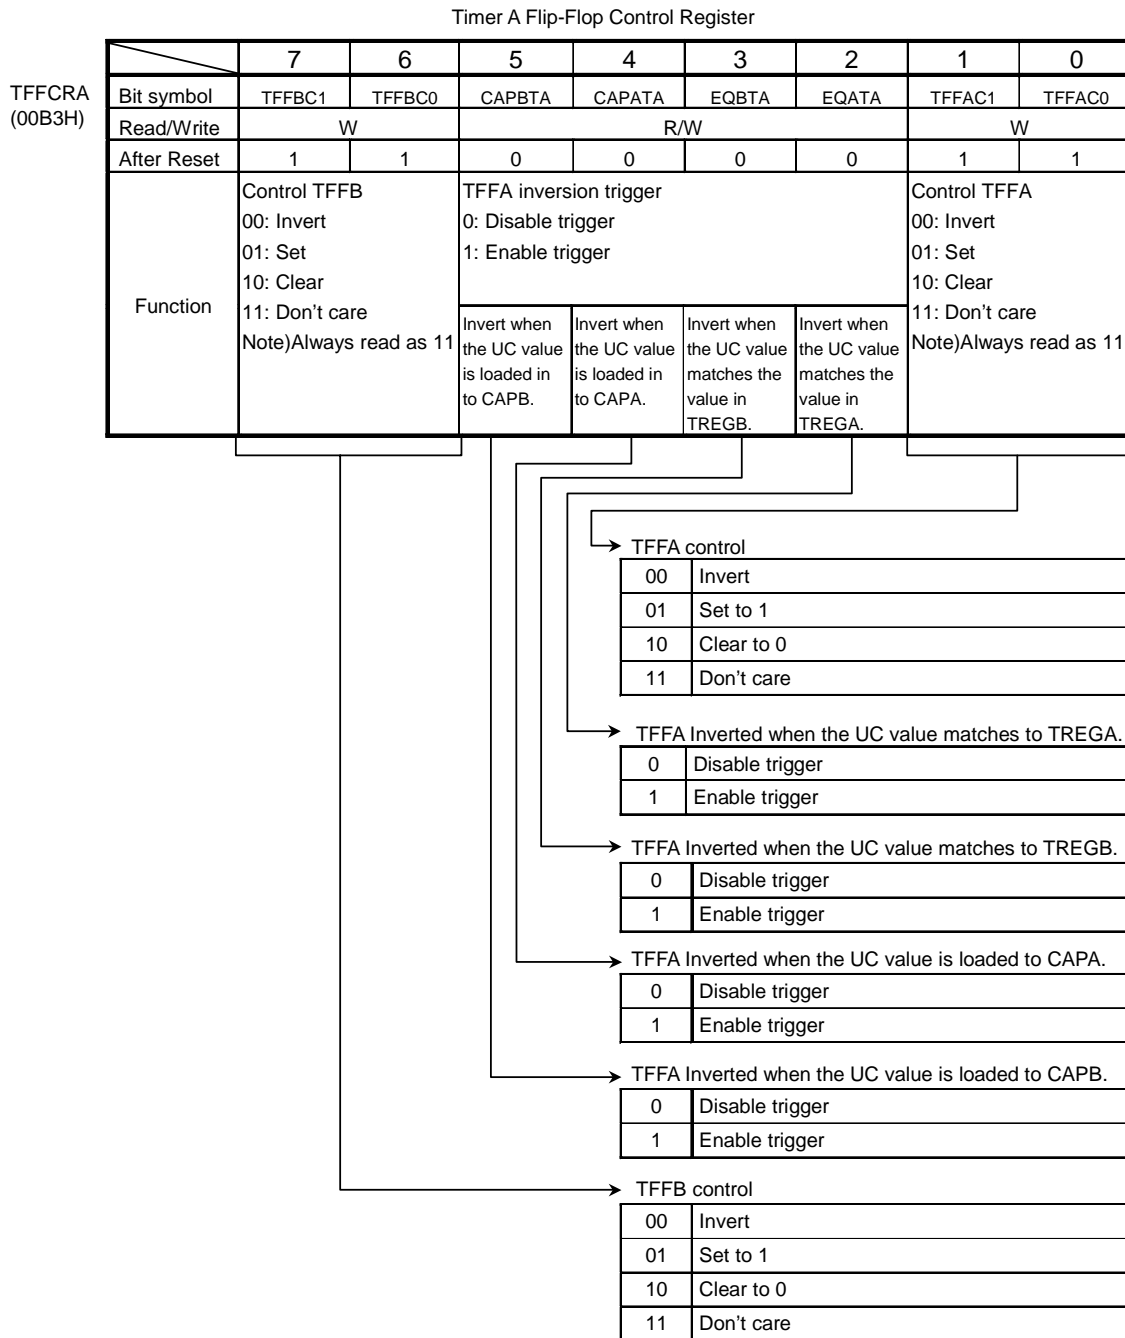 Timer A Flip-Flop Control Register
7 6 5 4 3 2 1 0
TFFCRA
(00B3H)
Bit symbol TFFBC1 TFFBC0 CAPBTA CAPATA EQBTA EQATA TFFAC1 TFFAC0
Read/Write W R/W W
After Reset 1 1 0 0 0 0 1 1
Function
Control TFFB
00: Invert
01: Set
10: Clear
11: Don't care
Note)Always read as 11
TFFA inversion trigger
0: Disable trigger
1: Enable trigger
Invert when
the UC value
is loaded in
to CAPB.
Invert when
the UC value
is loaded in
to CAPA.
Invert when
the UC value
matches the
value in
TREGB.
Invert when
the UC value
matches the
value in
TREGA.
Control TFFA
00: Invert
01: Set
10: Clear
11: Don't care
Note)Always read as 11
TFFA control
00 Invert
01 Set to 1
10 Clear to 0
11 Don't care
TFFA Inverted when the UC value matches to TREGA.
0 Disable trigger
1 Enable trigger
TFFA Inverted when the UC value matches to TREGB.
0 Disable trigger
1 Enable trigger
TFFA Inverted when the UC value is loaded to CAPA.
0 Disable trigger
1 Enable trigger
TFFA Inverted when the UC value is loaded to CAPB.
0 Disable trigger
1 Enable trigger
TFFB control
00 Invert
01 Set to 1
10 Clear to 0
11 Don't care